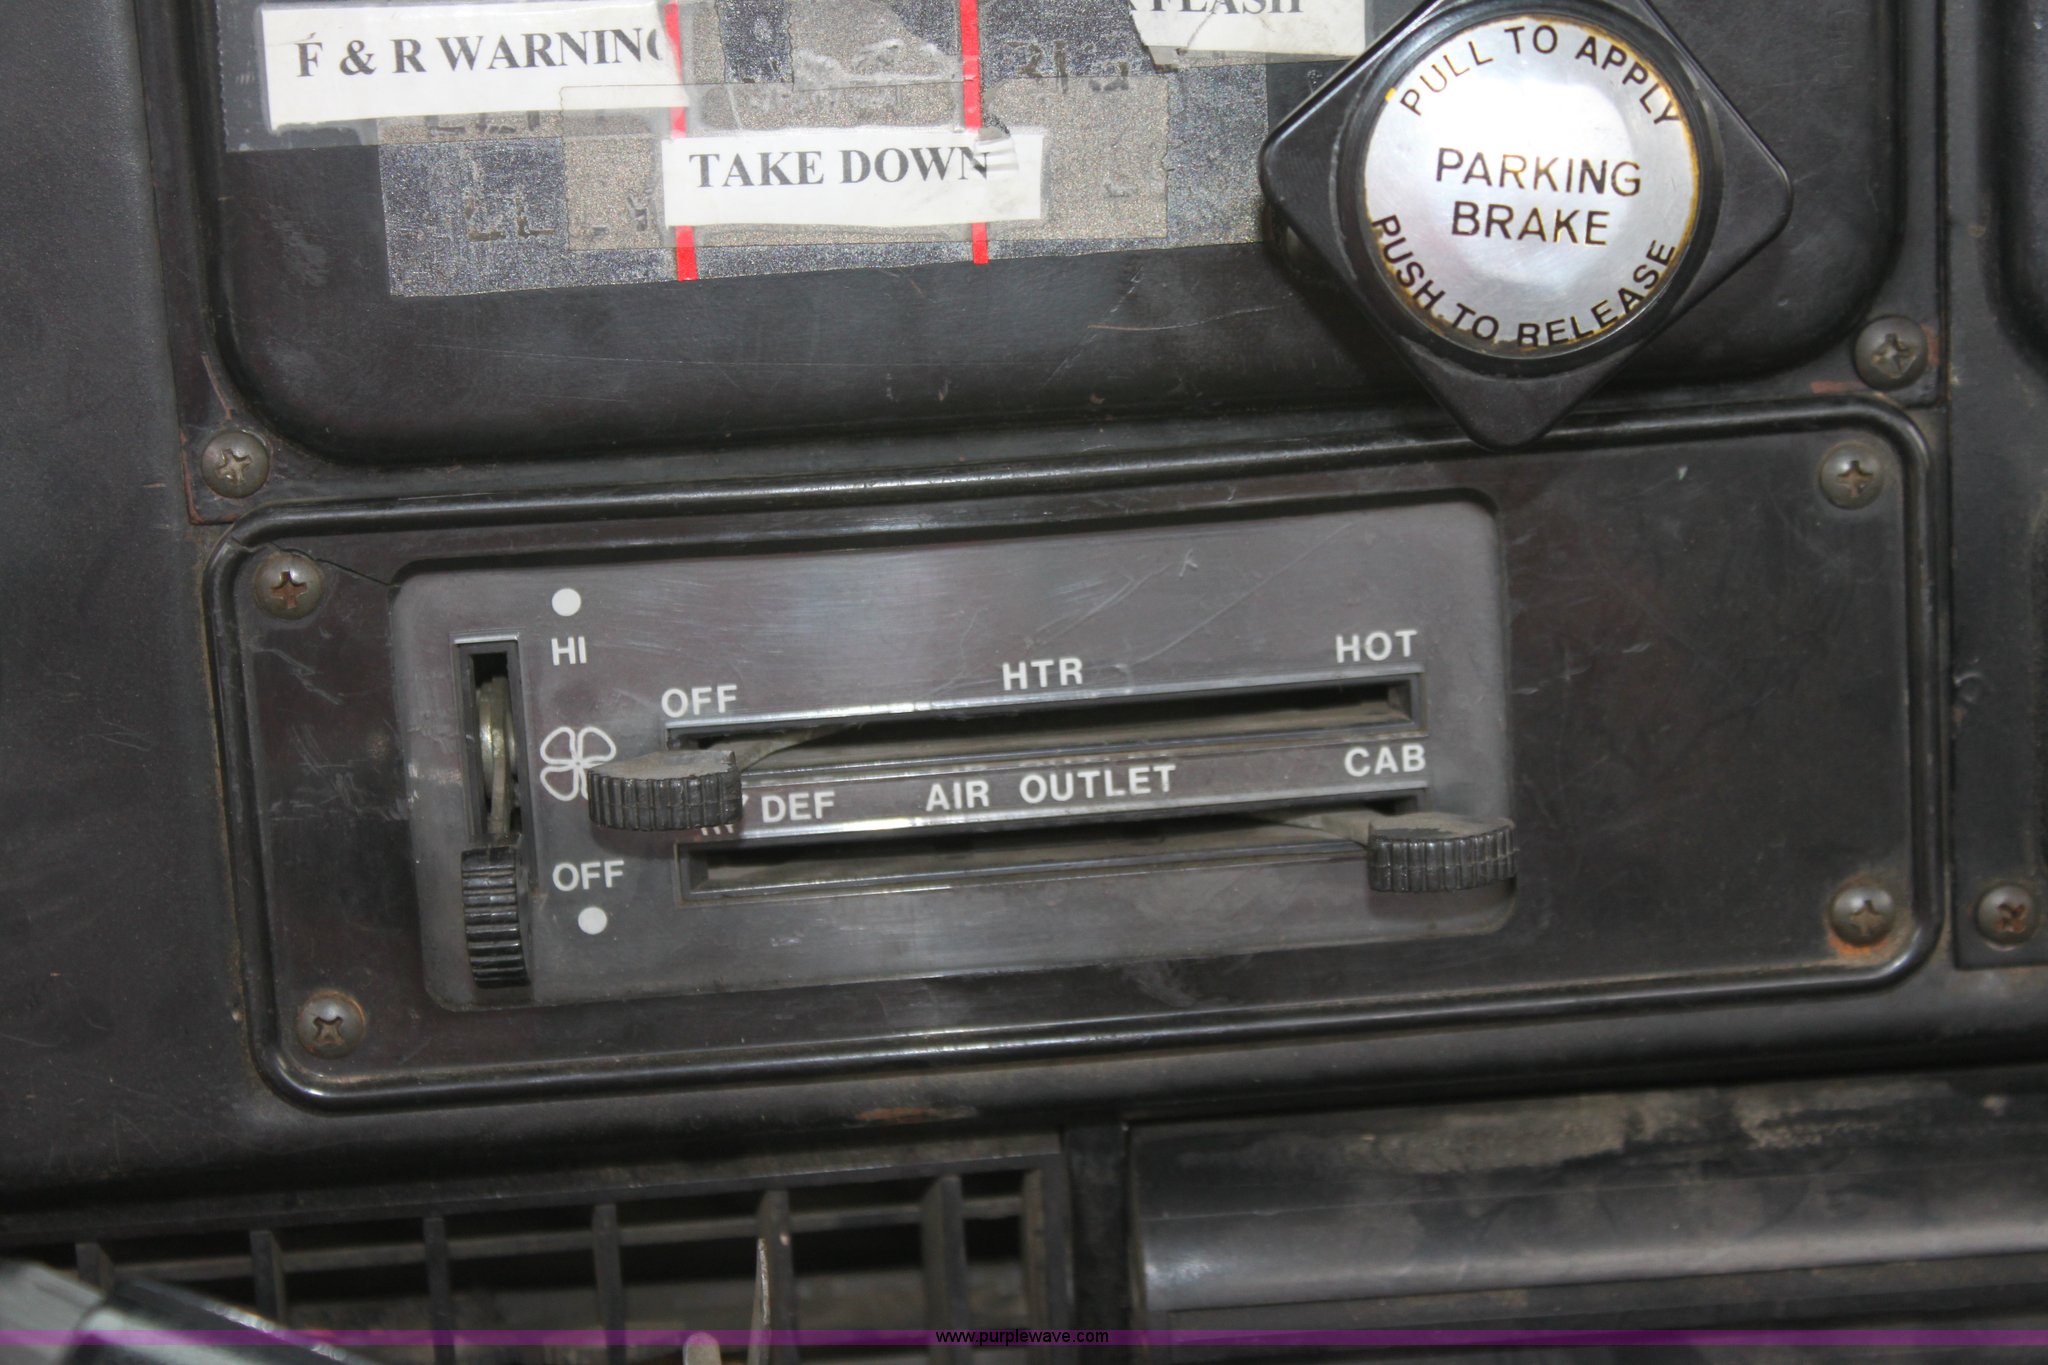 FLASH
F & R WARNING
TAKE DOWN
PULL TO APPLY
PARKING
BRAKE
PUSH TO RELEASE
HI
OFF
OFF HTR HOT
DEF AIR OUTLET CAB
www.purplewave.com